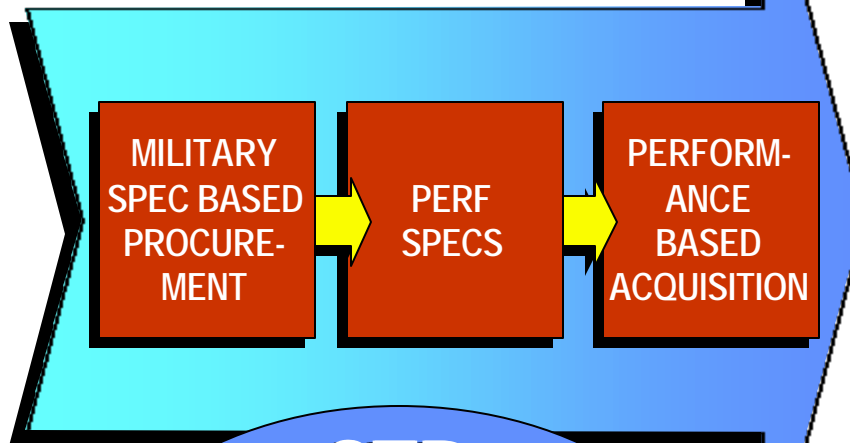 MILITARY
SPEC BASED
PROCURE-
MENT
PERF
SPECS
PERFORM-
ANCE
BASED
ACQUISITION